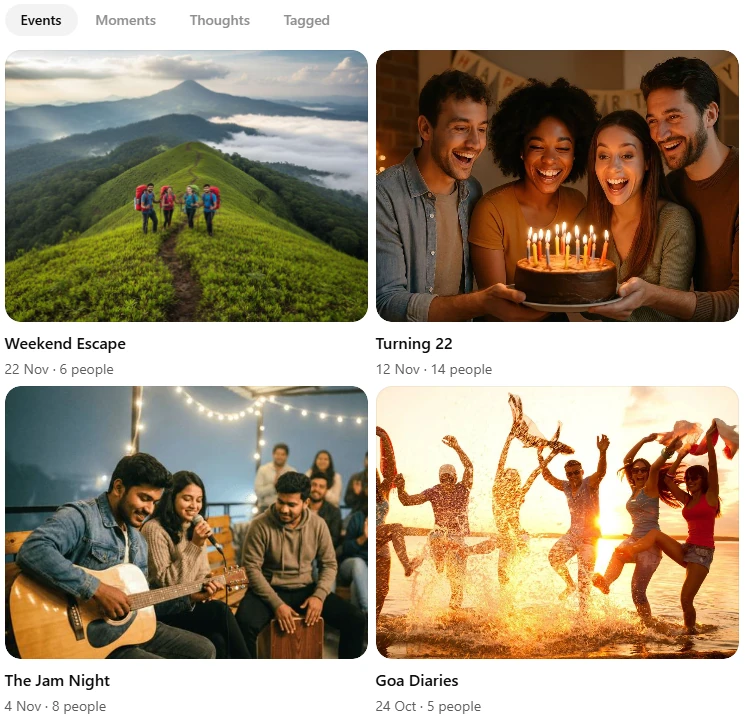 Events Moments Thoughts Tagged
Weekend Escape
22 Nov · 6 people
Turning 22
12 Nov · 14 people
The Jam Night
4 Nov · 8 people
Goa Diaries
24 Oct · 5 people